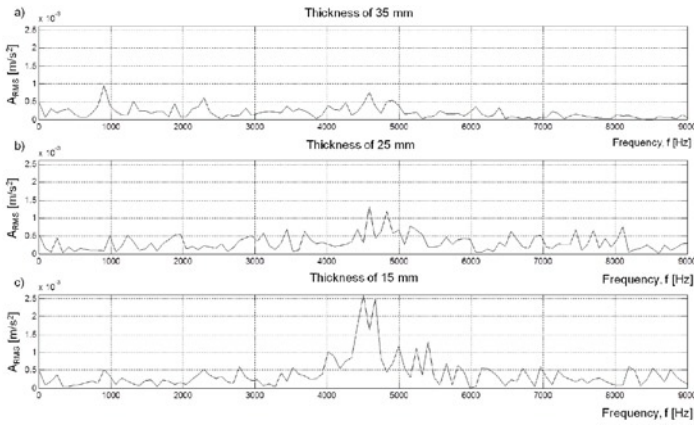 a)
Thickness of 35 mm
x 10⁻³
A_RMS [m/s²]
2.5
2
1.5
1
0.5
0
0 1000 2000 3000 4000 5000 6000 7000 8000 9000
Frequency, f [Hz]
b)
Thickness of 25 mm
x 10⁻³
A_RMS [m/s²]
2.5
2
1.5
1
0.5
0
0 1000 2000 3000 4000 5000 6000 7000 8000 9000
Frequency, f [Hz]
c)
Thickness of 15 mm
x 10⁻³
A_RMS [m/s²]
2.5
2
1.5
1
0.5
0
0 1000 2000 3000 4000 5000 6000 7000 8000 9000
Frequency, f [Hz]